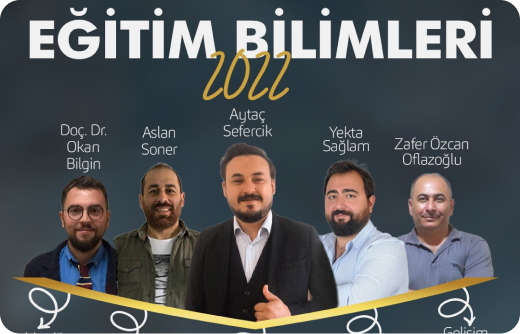 EĞİTİM BİLİMLERİ
2022
Doç. Dr.
Okan
Bilgin
Aslan
Soner
Aytaç
Sefercik
Yekta
Sağlam
Zafer Özcan
Oflazoğlu
Gelişim